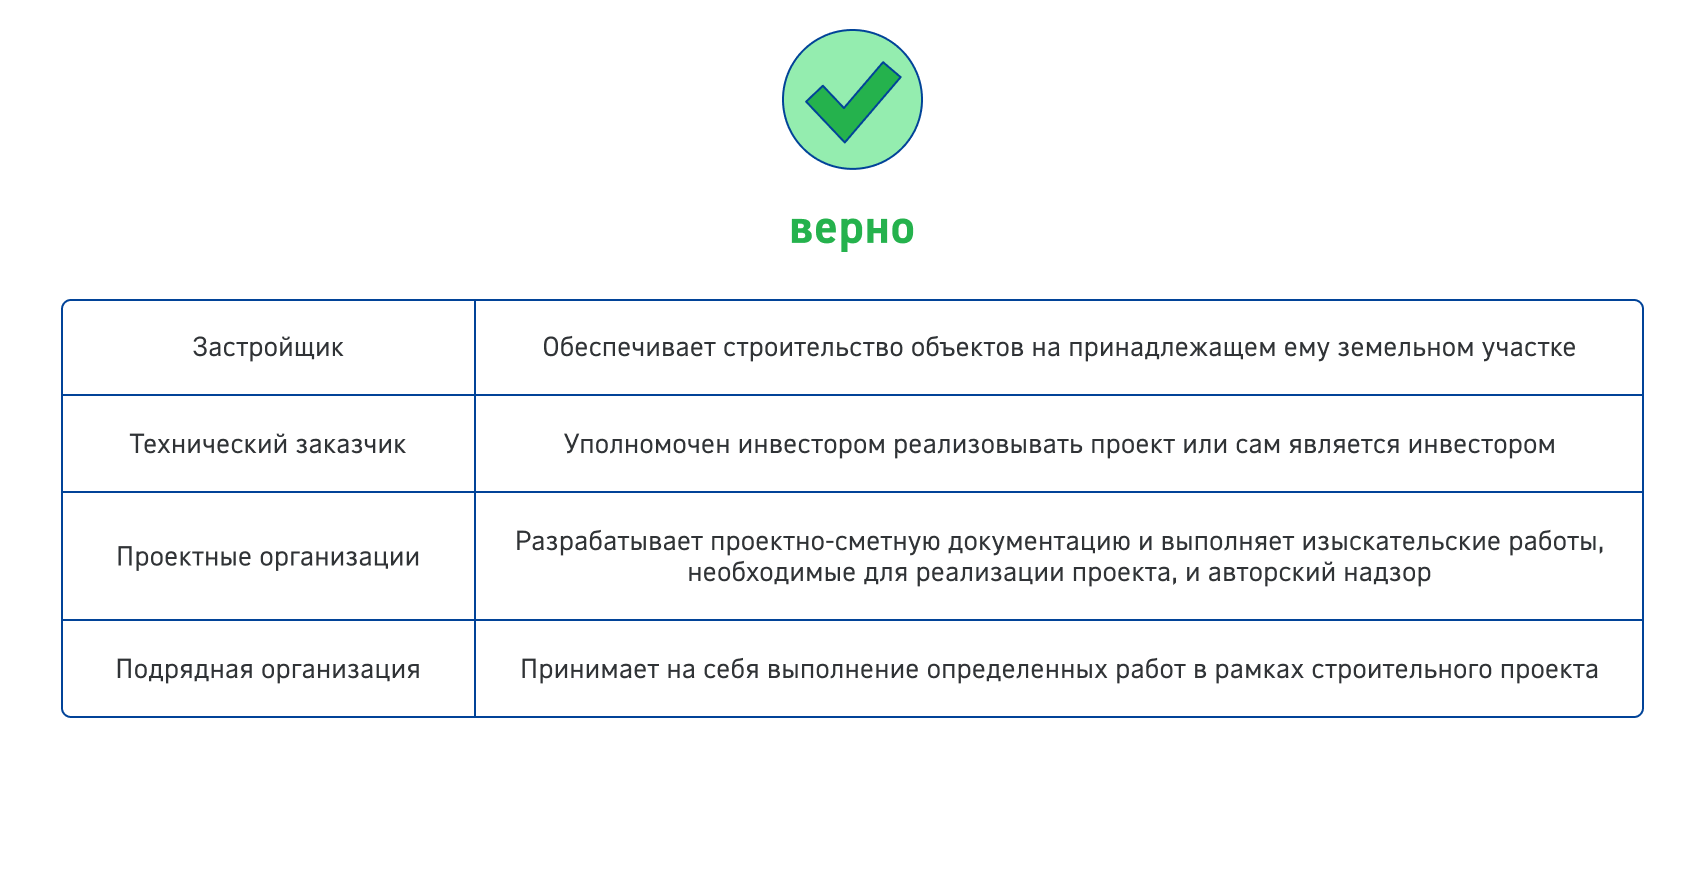 верно
Застройщик
Обеспечивает строительство объектов на принадлежащем ему земельном участке
Технический заказчик
Уполномочен инвестором реализовывать проект или сам является инвестором
Проектные организации
Разрабатывает проектно-сметную документацию и выполняет изыскательские работы,
необходимые для реализации проекта, и авторский надзор
Подрядная организация
Принимает на себя выполнение определенных работ в рамках строительного проекта